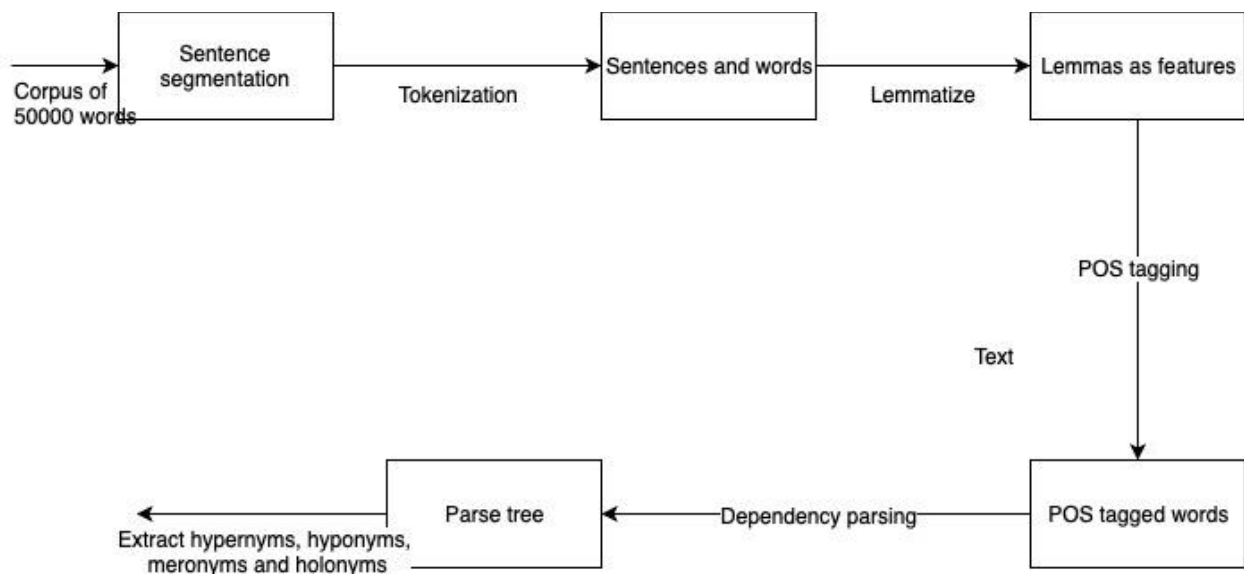 Sentence
segmentation
Corpus of
50000 words
Tokenization
Sentences and words
Lemmatize
Lemmas as features
POS tagging
Text
POS tagged words
Dependency parsing
Parse tree
Extract hypernyms, hyponyms,
meronyms and holonyms